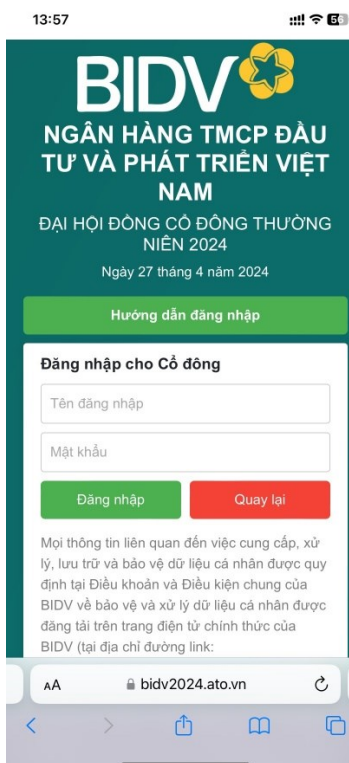 13:57
56
BIDV
NGÂN HÀNG TMCP ĐẦU
TƯ VÀ PHÁT TRIỂN VIỆT
NAM
ĐẠI HỘI ĐỒNG CỔ ĐÔNG THƯỜNG
NIÊN 2024
Ngày 27 tháng 4 năm 2024
Hướng dẫn đăng nhập
Đăng nhập cho Cổ đông
Tên đăng nhập
Mật khẩu
Đăng nhập
Quay lại
Mọi thông tin liên quan đến việc cung cấp, xử
lý, lưu trữ và bảo vệ dữ liệu cá nhân được quy
định tại Điều khoản và Điều kiện chung của
BIDV về bảo vệ và xử lý dữ liệu cá nhân được
đăng tải trên trang điện tử chính thức của
BIDV (tại địa chỉ đường link:
AA
bidv2024.ato.vn